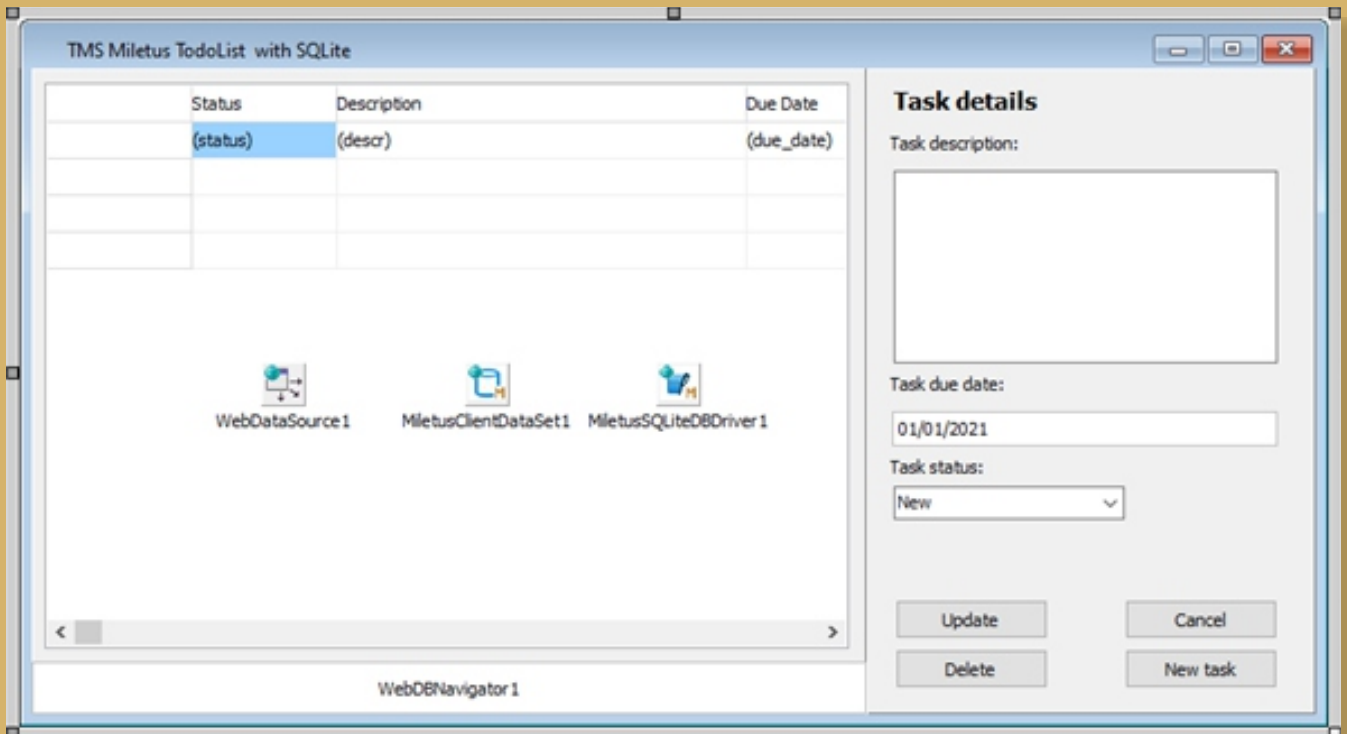 TMS Miletus TodoList with SQLite
Status Description Due Date
(status) (descr) (due_date)
WebDataSource1 MiletusClientDataSet1 MiletusSQLiteDBDriver1
WebDBNavigator1
Task details
Task description:
Task due date:
01/01/2021
Task status:
New
Update Cancel
Delete New task